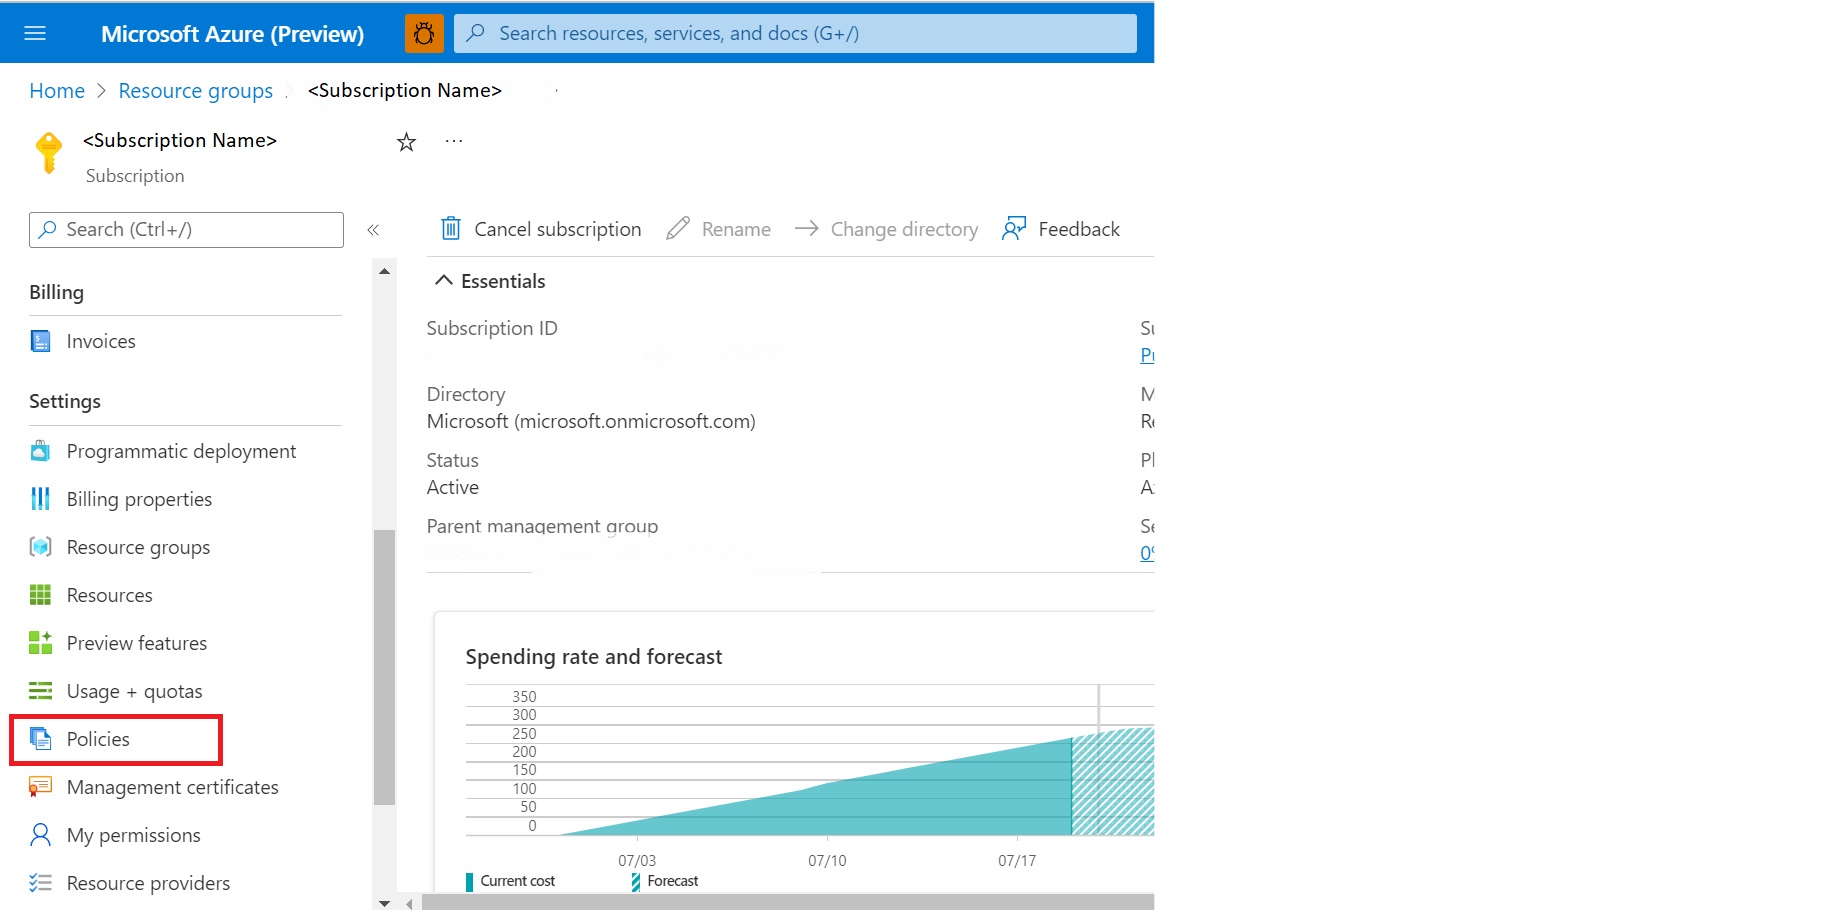 Microsoft Azure (Preview)
Search resources, services, and docs (G+/)
Home > Resource groups
<Subscription Name>
<Subscription Name>
Subscription
Search (Ctrl+/)
«
Billing
Invoices
Settings
Programmatic deployment
Billing properties
Resource groups
Resources
Preview features
Usage + quotas
Policies
Management certificates
My permissions
Resource providers
Cancel subscription
Rename
Change directory
Feedback
Essentials
Subscription ID
Directory
Microsoft (microsoft.onmicrosoft.com)
Status
Active
Parent management group
Spending rate and forecast
350
300
250
200
150
100
50
0
07/03
07/10
07/17
Current cost
Forecast